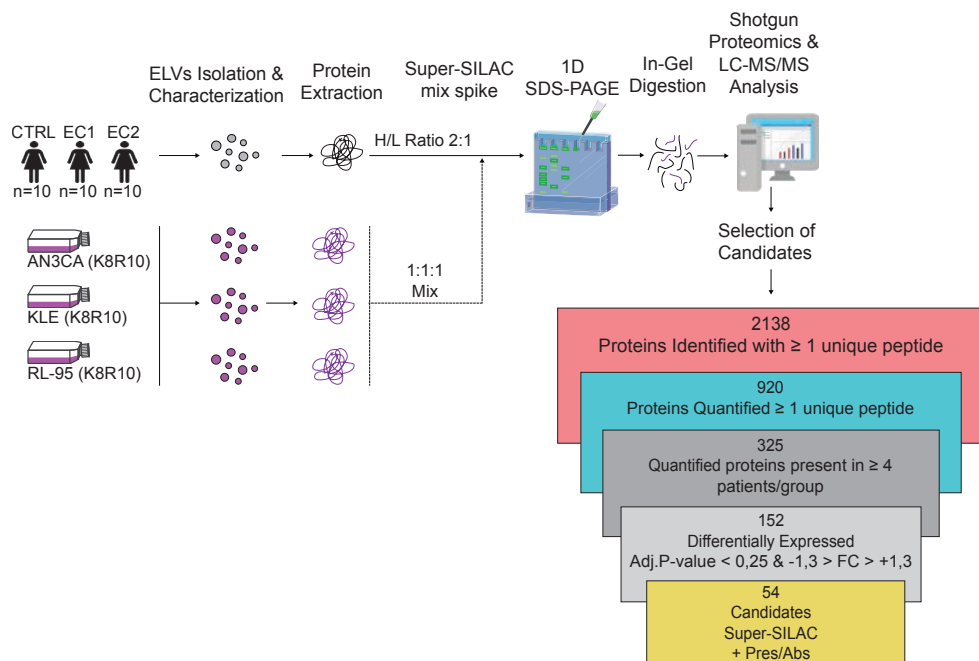 Shotgun
Proteomics &
LC-MS/MS
Analysis
ELVs Isolation &
Characterization
Protein
Extraction
Super-SILAC
mix spike
1D
SDS-PAGE
In-Gel
Digestion
CTRL EC1 EC2
n=10 n=10 n=10
H/L Ratio 2:1
AN3CA (K8R10)
KLE (K8R10)
RL-95 (K8R10)
1:1:1
Mix
Selection of
Candidates
2138
Proteins Identified with ≥ 1 unique peptide
920
Proteins Quantified ≥ 1 unique peptide
325
Quantified proteins present in ≥ 4
patients/group
152
Differentially Expressed
Adj.P-value < 0,25 & -1,3 > FC > +1,3
54
Candidates
Super-SILAC
+ Pres/Abs